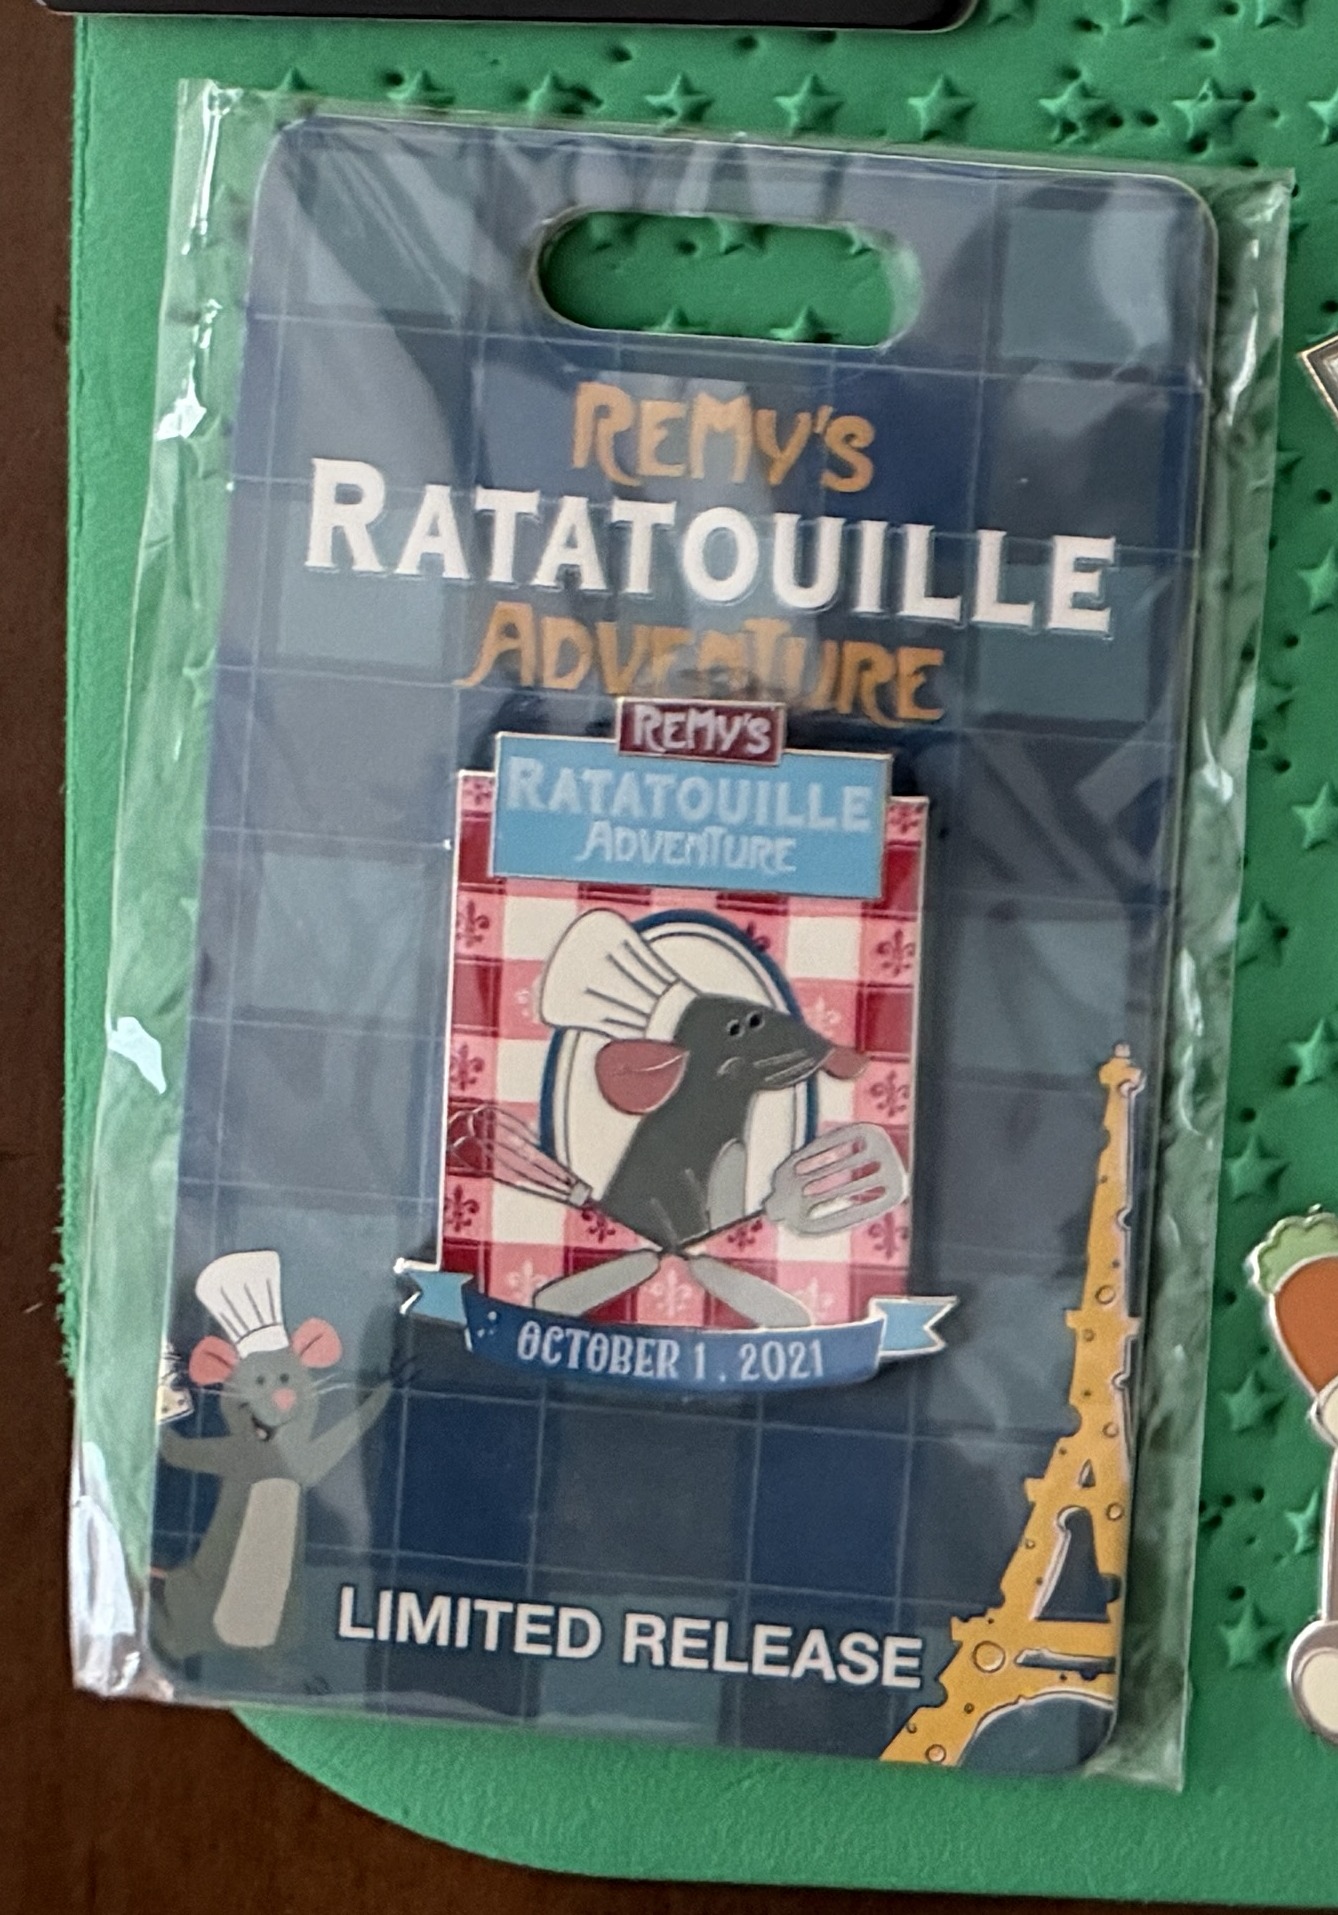 REMY'S
RATATOUILLE
ADVENTURE
REMY'S
RATATOUILLE
ADVENTURE
OCTOBER 1, 2021
LIMITED RELEASE